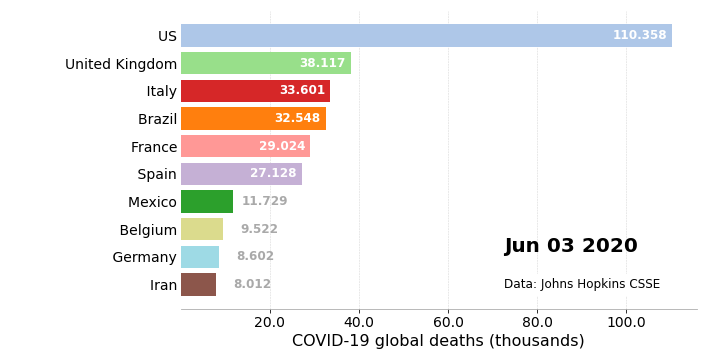 US 110.358
United Kingdom 38.117
Italy 33.601
Brazil 32.548
France 29.024
Spain 27.128
Mexico 11.729
Belgium 9.522
Germany 8.602
Iran 8.012
Jun 03 2020
Data: Johns Hopkins CSSE
20.0 40.0 60.0 80.0 100.0
COVID-19 global deaths (thousands)